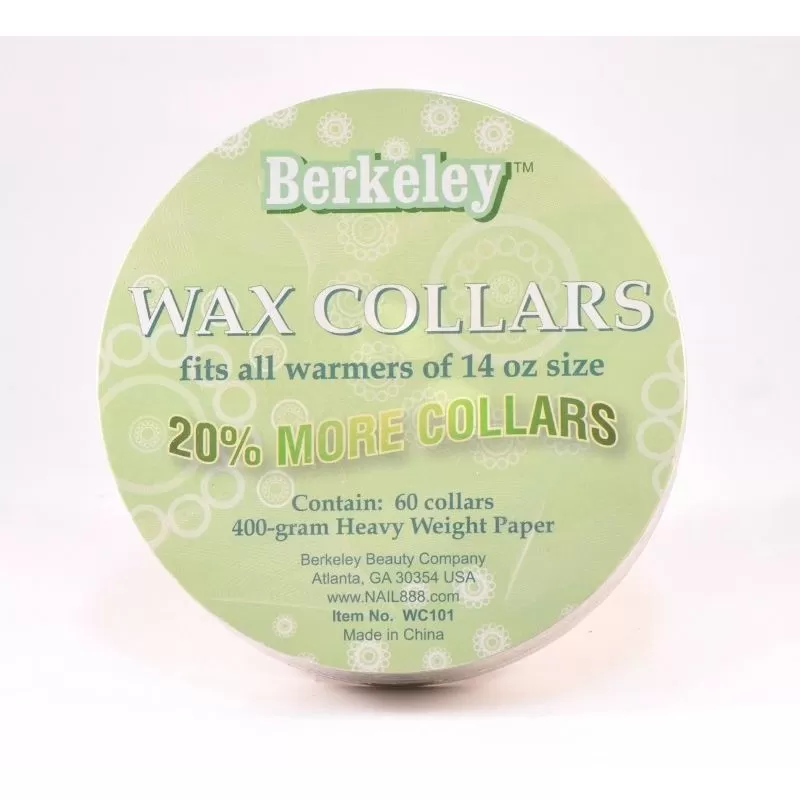 Berkeley™
WAX COLLARS
fits all warmers of 14 oz size
20% MORE COLLARS
Contain: 60 collars
400-gram Heavy Weight Paper
Berkeley Beauty Company
Atlanta, GA 30354 USA
www.NAIL888.com
Item No. WC101
Made in China